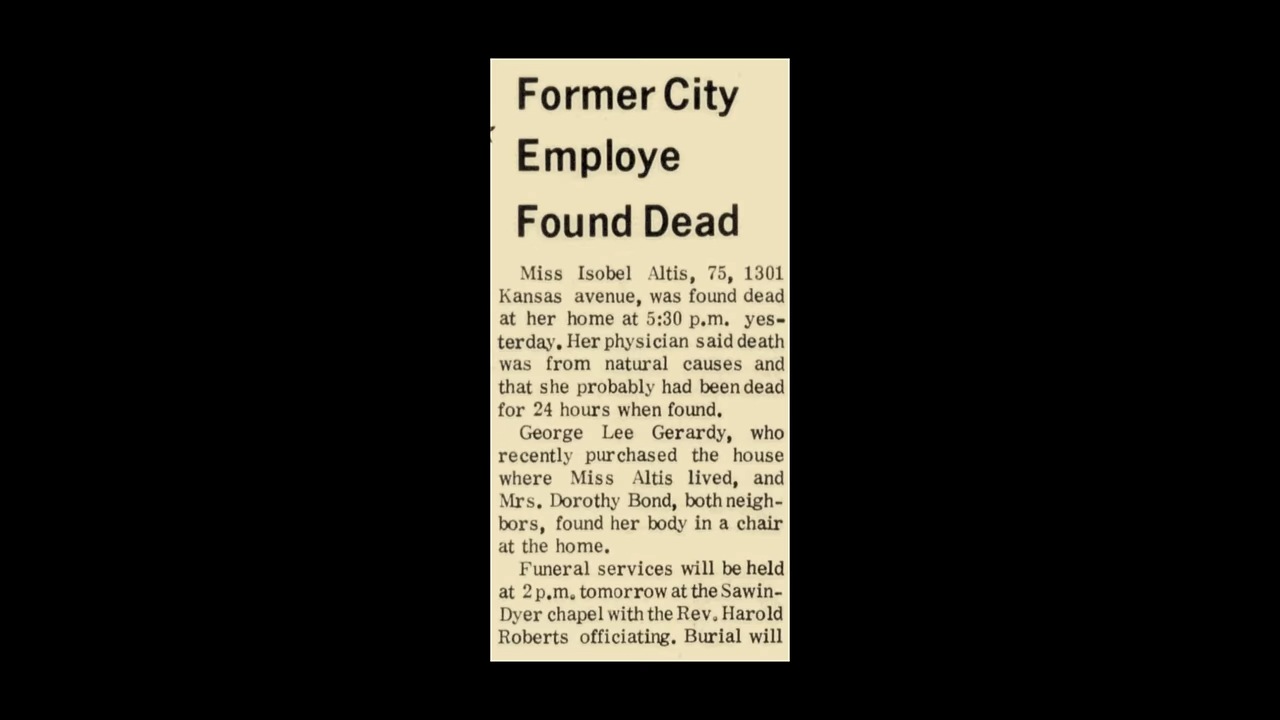 Former City
Employe
Found Dead
Miss Isobel Altis, 75, 1301
Kansas avenue, was found dead
at her home at 5:30 p.m. yes-
terday. Her physician said death
was from natural causes and
that she probably had been dead
for 24 hours when found.
George Lee Gerardy, who
recently purchased the house
where Miss Altis lived, and
Mrs. Dorothy Bond, both neigh-
bors, found her body in a chair
at the home.
Funeral services will be held
at 2 p.m. tomorrow at the Sawin-
Dyer chapel with the Rev. Harold
Roberts officiating. Burial will